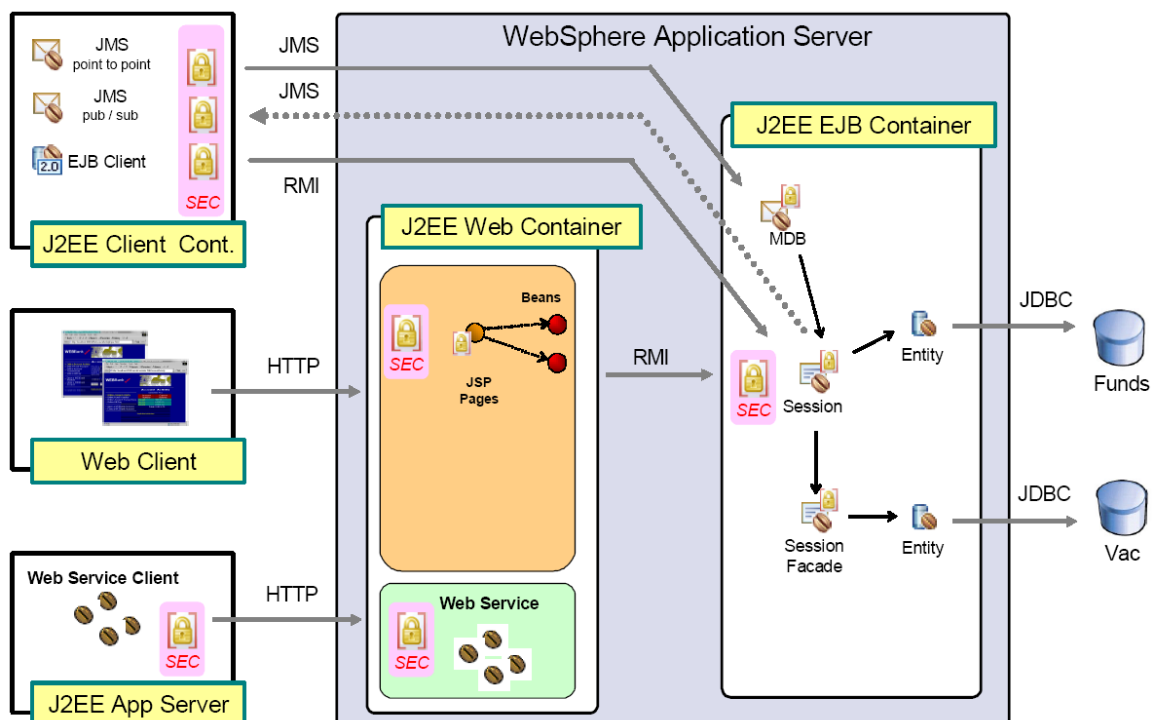 WebSphere Application Server
JMS
point to point
JMS
pub / sub
2.0
EJB Client
SEC
J2EE Client Cont.
JMS
JMS
RMI
J2EE EJB Container
MDB
J2EE Web Container
Beans
SEC
JSP
Pages
HTTP
Web Client
RMI
SEC
Session
Entity
JDBC
Funds
Session
Facade
Entity
JDBC
Vac
Web Service Client
SEC
J2EE App Server
HTTP
Web Service
SEC